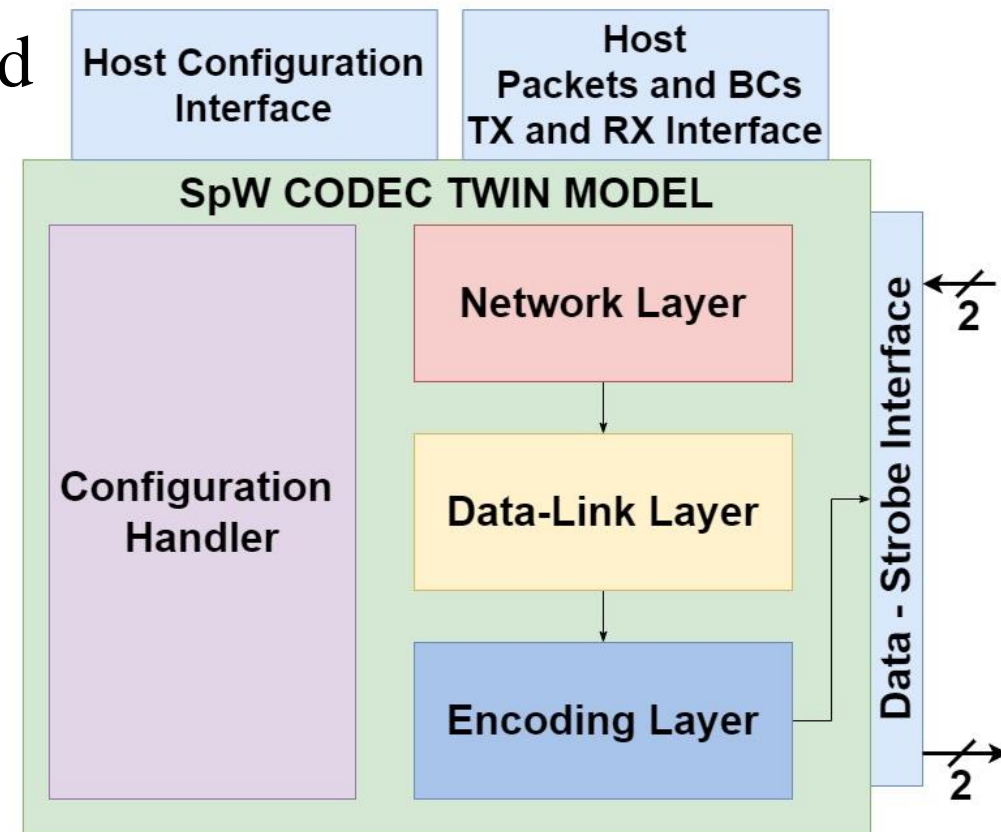 d
Host Configuration
Interface
Host
Packets and BCs
TX and RX Interface
SpW CODEC TWIN MODEL
Configuration
Handler
Network Layer
Data-Link Layer
Encoding Layer
Data - Strobe Interface
2
2